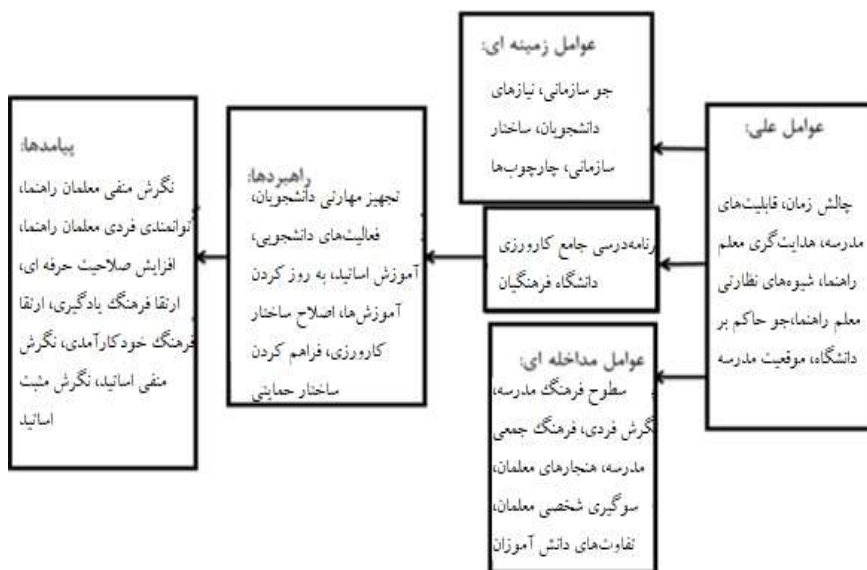 عوامل علی:
چالش زمان، قابلیت‌های
مدرسه، هدایت‌گری معلم
راهنما، شیوه‌های نظارتی
معلم راهنما،جو حاکم بر
دانشگاه، موقعیت مدرسه
عوامل زمینه ای:
جو سازمانی، نیازهای
دانشجویان، ساختار
سازمانی، چارچوب‌ها
برنامه‌درسی جامع کارورزی
دانشگاه فرهنگیان
عوامل مداخله ای:
سطوح فرهنگ مدرسه،
نگرش فردی، فرهنگ جمعی
مدرسه، هنجارهای معلمان،
سوگیری شخصی معلمان،
تفاوت‌های دانش آموزان
راهبردها:
تجهیز مهارتی دانشجویان،
فعالیت‌های دانشجویی،
آموزش اساتید، به روز کردن
آموزش‌ها، اصلاح ساختار
کارورزی، فراهم کردن
ساختار حمایتی
پیامدها:
نگرش منفی معلمان راهنما،
توانمندی فردی معلمان راهنما،
افزایش صلاحیت حرفه ای،
ارتقا فرهنگ یادگیری، ارتقا
فرهنگ خودکارآمدی، نگرش
منفی اساتید، نگرش مثبت
اساتید